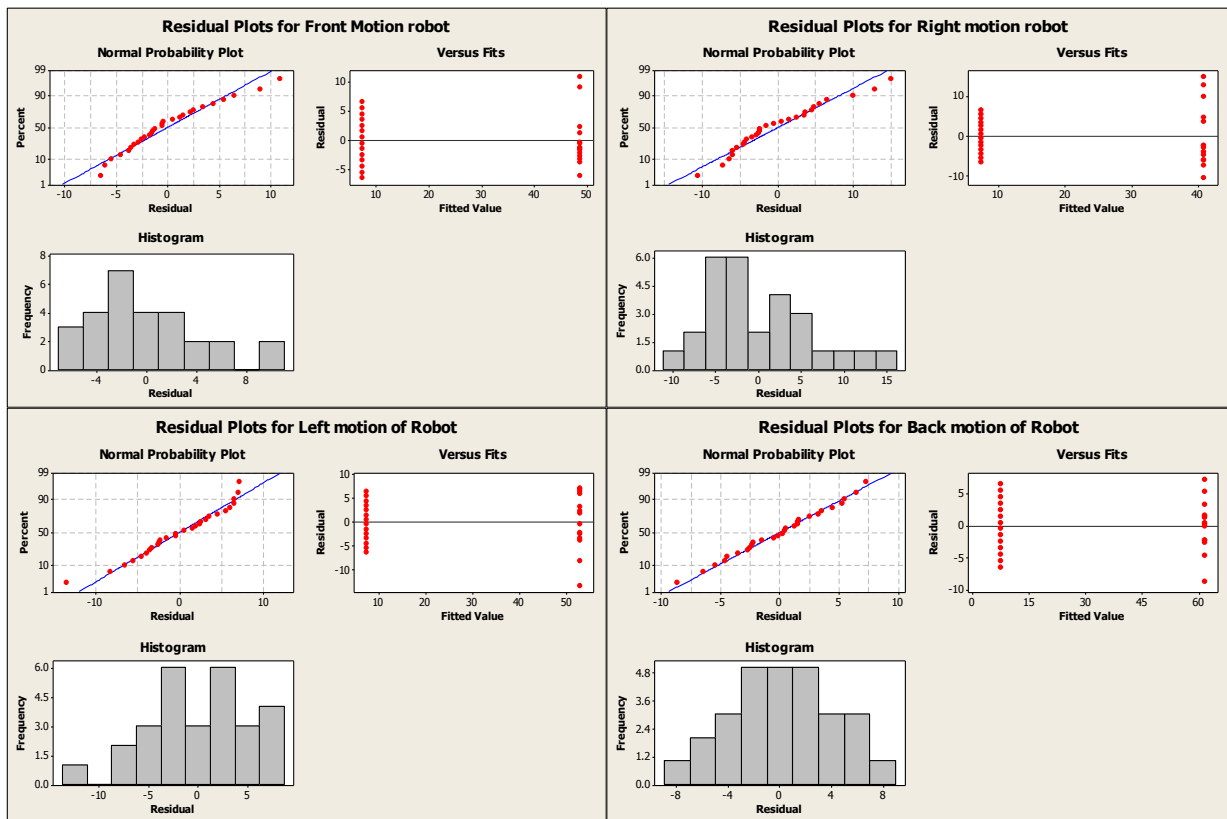 Residual Plots for Front Motion robot
Normal Probability Plot
Versus Fits
99
90
50
10
1
Percent
-10 -5 0 5 10
Residual
10
5
0
-5
Residual
10 20 30 40 50
Fitted Value
Histogram
8
6
4
2
0
Frequency
-4 0 4 8
Residual
Residual Plots for Right motion robot
Normal Probability Plot
Versus Fits
99
90
50
10
1
Percent
-10 0 10
Residual
10
0
-10
Residual
10 20 30 40
Fitted Value
Histogram
6.0
4.5
3.0
1.5
0.0
Frequency
-10 -5 0 5 10 15
Residual
Residual Plots for Left motion of Robot
Normal Probability Plot
Versus Fits
99
90
50
10
1
Percent
-10 0 10
Residual
10
5
0
-5
-10
Residual
10 20 30 40 50
Fitted Value
Histogram
6.0
4.5
3.0
1.5
0.0
Frequency
-10 -5 0 5
Residual
Residual Plots for Back motion of Robot
Normal Probability Plot
Versus Fits
99
90
50
10
1
Percent
-10 -5 0 5 10
Residual
5
0
-5
-10
Residual
0 15 30 45 60
Fitted Value
Histogram
4.8
3.6
2.4
1.2
0.0
Frequency
-8 -4 0 4 8
Residual